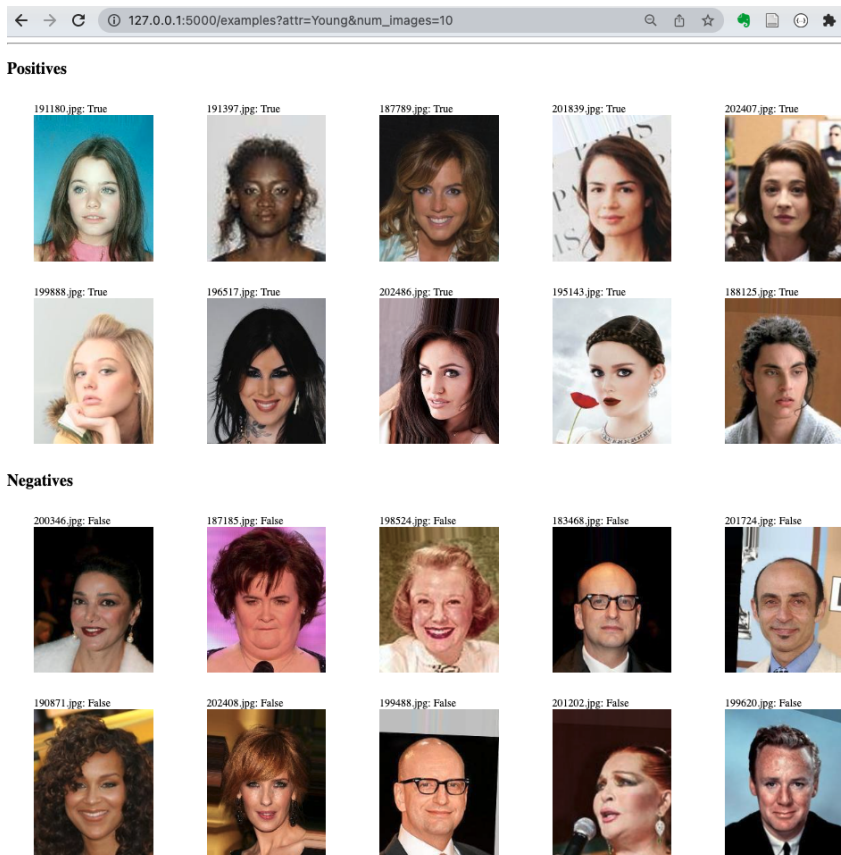 127.0.0.1:5000/examples?attr=Young&num_images=10
Positives
191180.jpg: True 191397.jpg: True 187789.jpg: True 201839.jpg: True 202407.jpg: True
199888.jpg: True 196517.jpg: True 202486.jpg: True 195143.jpg: True 188125.jpg: True
Negatives
200346.jpg: False 187185.jpg: False 198524.jpg: False 183468.jpg: False 201724.jpg: False
190871.jpg: False 202408.jpg: False 199488.jpg: False 201202.jpg: False 199620.jpg: False